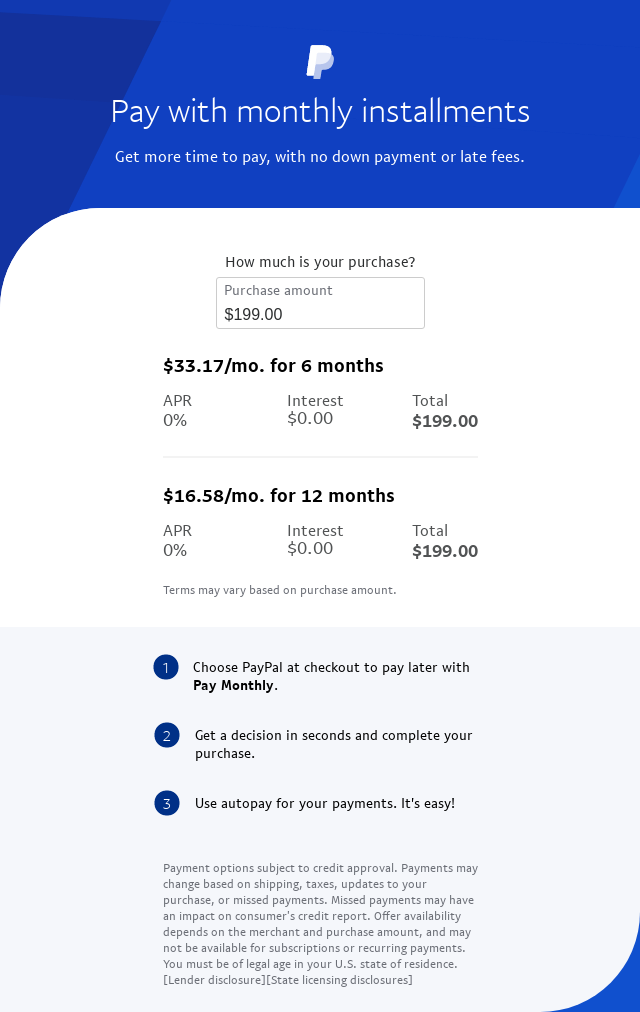 Pay with monthly installments
Get more time to pay, with no down payment or late fees.
How much is your purchase?
Purchase amount
$199.00
$33.17/mo. for 6 months
APR Interest Total
0% $0.00 $199.00
$16.58/mo. for 12 months
APR Interest Total
0% $0.00 $199.00
Terms may vary based on purchase amount.
1 Choose PayPal at checkout to pay later with
Pay Monthly.
2 Get a decision in seconds and complete your
purchase.
3 Use autopay for your payments. It's easy!
Payment options subject to credit approval. Payments may
change based on shipping, taxes, updates to your
purchase, or missed payments. Missed payments may have
an impact on consumer's credit report. Offer availability
depends on the merchant and purchase amount, and may
not be available for subscriptions or recurring payments.
You must be of legal age in your U.S. state of residence.
[Lender disclosure][State licensing disclosures]